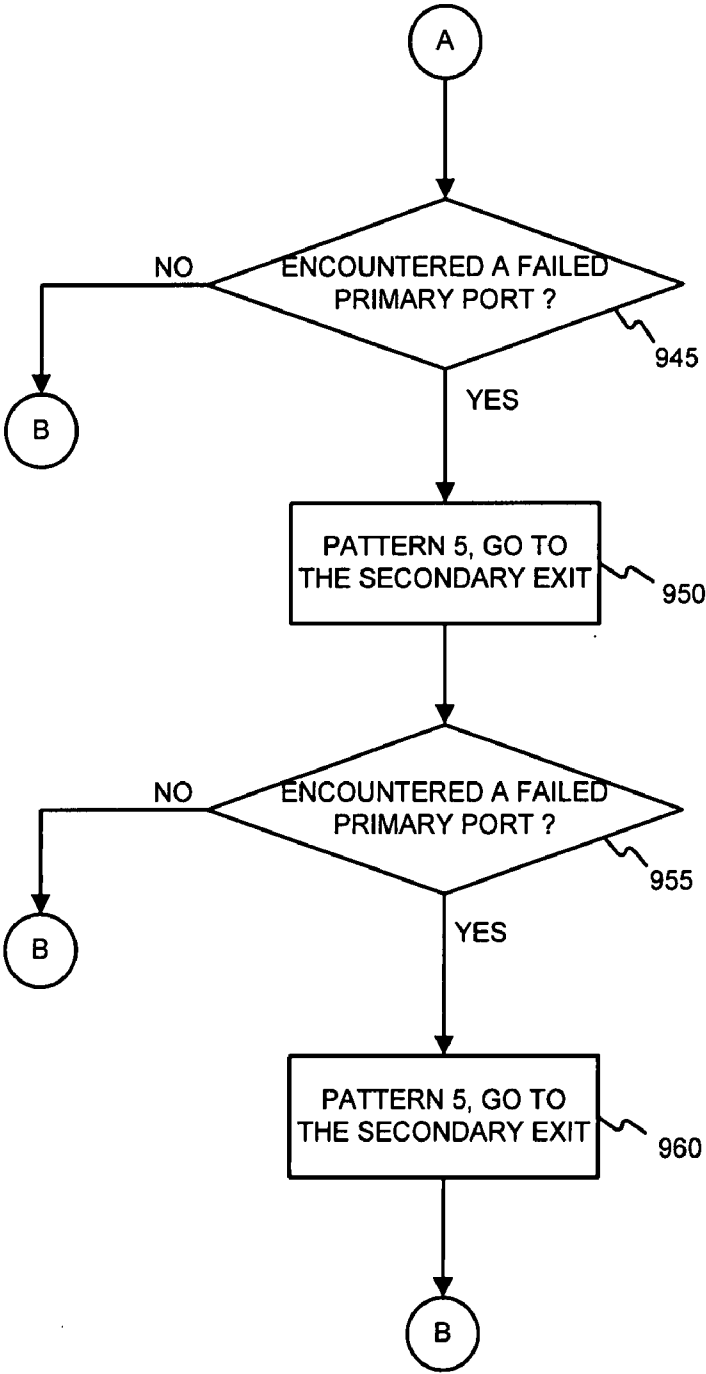 A
NO
ENCOUNTERED A FAILED
PRIMARY PORT ?
945
B
YES
PATTERN 5, GO TO
THE SECONDARY EXIT
950
NO
ENCOUNTERED A FAILED
PRIMARY PORT ?
955
B
YES
PATTERN 5, GO TO
THE SECONDARY EXIT
960
B